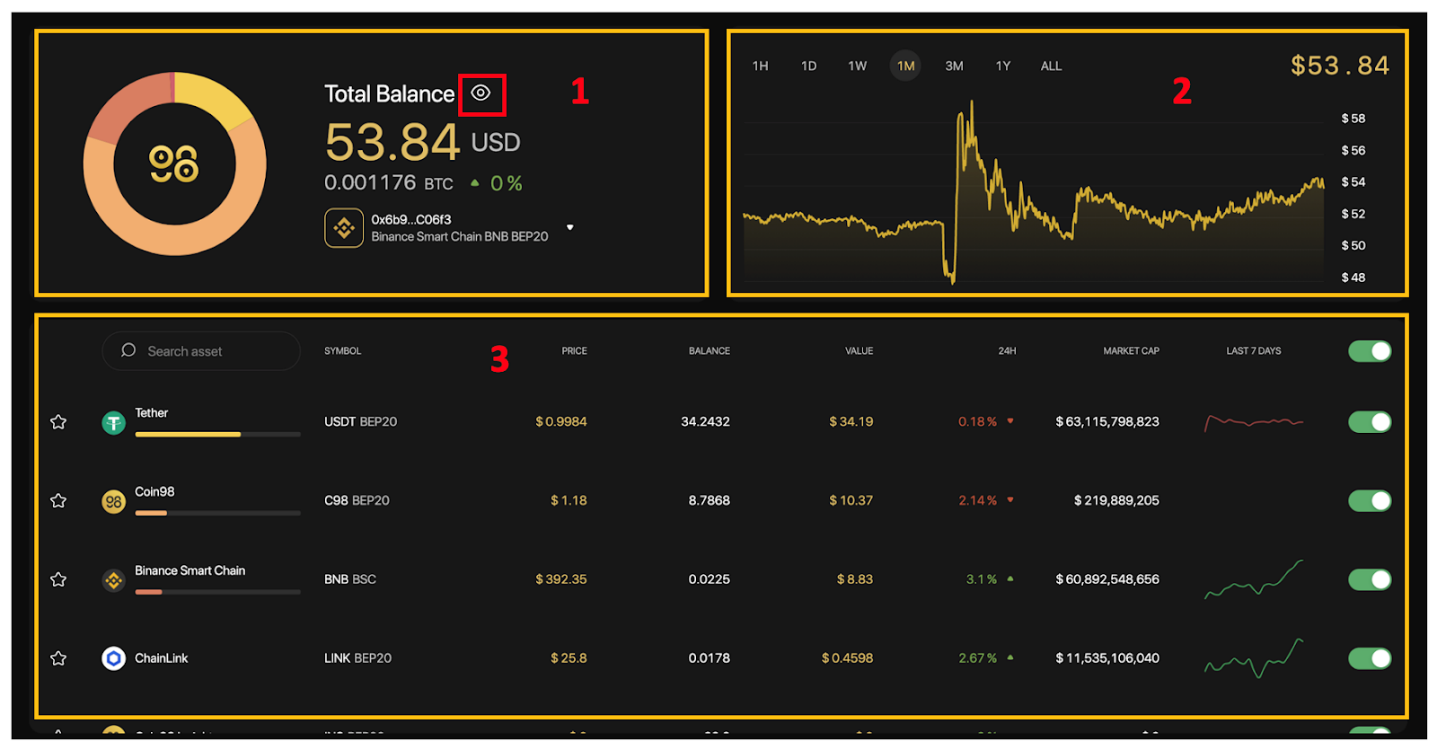 Total Balance
1
53.84 USD
0.001176 BTC 0%
0x6b9...C06f3
Binance Smart Chain BNB BEP20
98
1H 1D 1W 1M 3M 1Y ALL
$53.84
2
$58
$56
$54
$52
$50
$48
Search asset SYMBOL 3 PRICE BALANCE VALUE 24H MARKET CAP LAST 7 DAYS
Tether USDT BEP20 $0.9984 34.2432 $34.19 0.18% $63,115,798,823
Coin98 C98 BEP20 $1.18 8.7868 $10.37 2.14% $219,889,205
Binance Smart Chain BNB BSC $392.35 0.0225 $8.83 3.1% $60,892,548,656
ChainLink LINK BEP20 $25.8 0.0178 $0.4598 2.67% $11,535,106,040